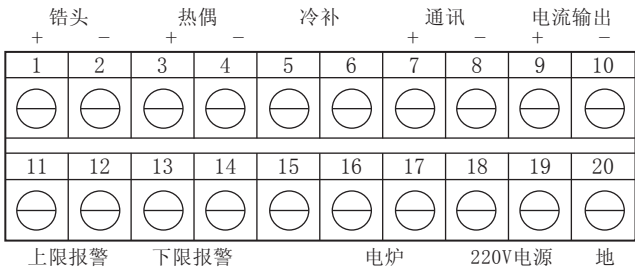 锆头 热偶 冷补 通讯 电流输出
+ − + − + − + −
1 2 3 4 5 6 7 8 9 10
11 12 13 14 15 16 17 18 19 20
上限报警 下限报警 电炉 220V电源 地